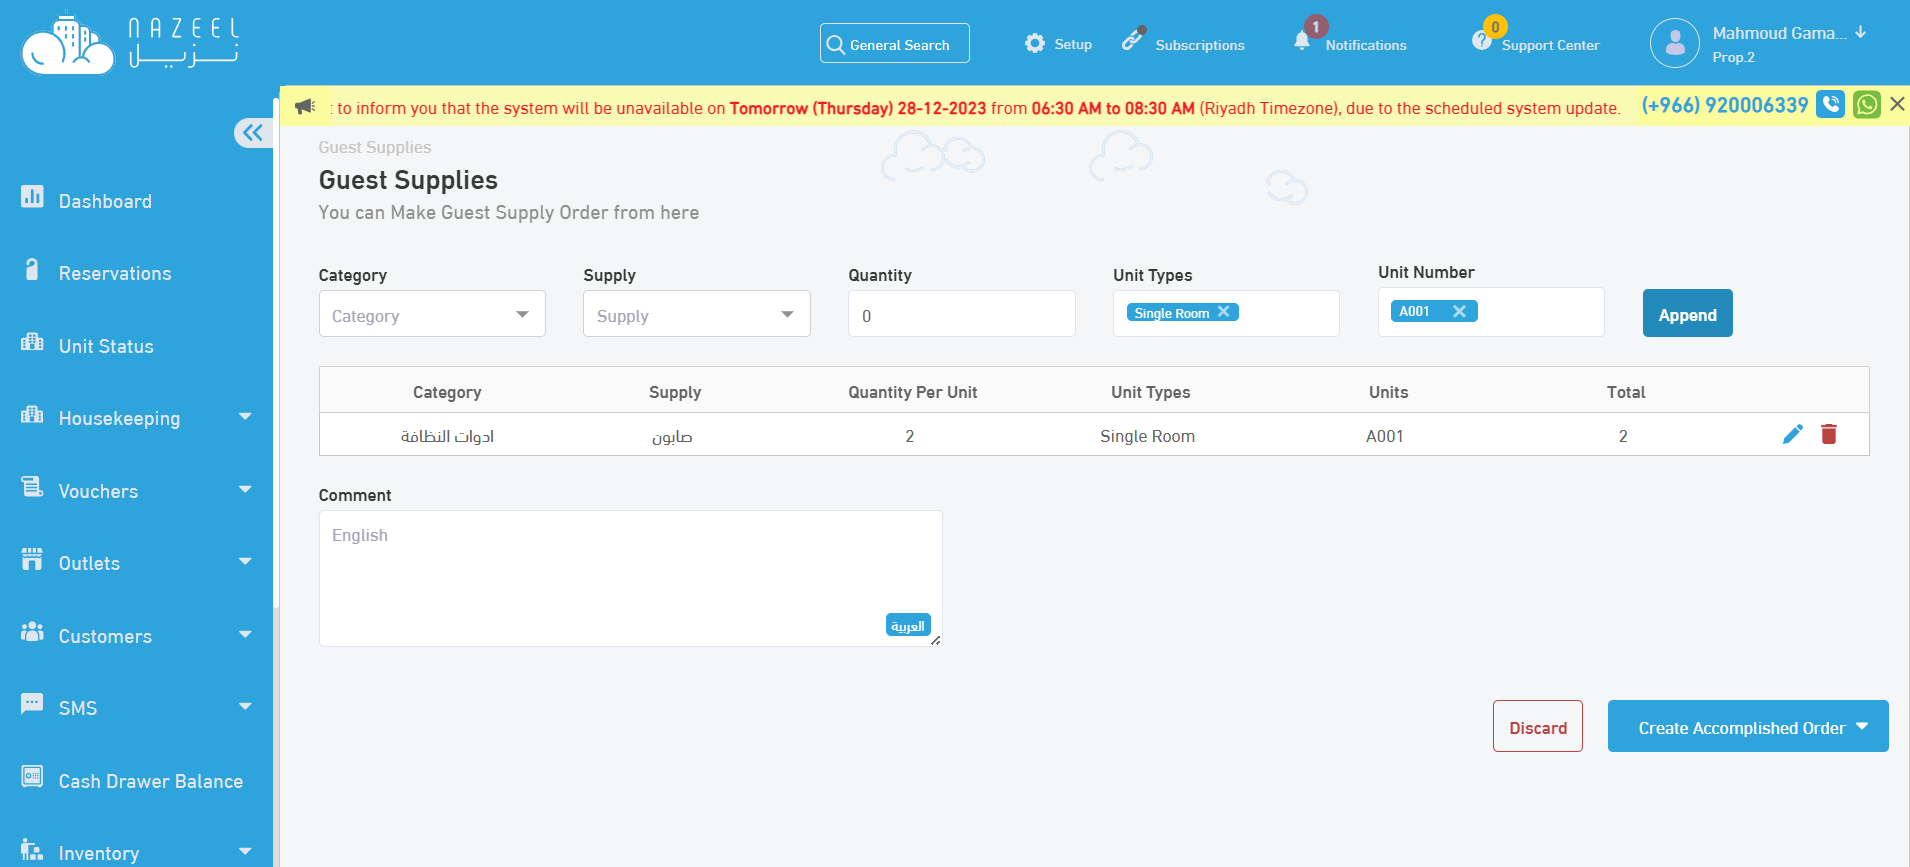 NAZEEL
نـزيـل
General Search
Setup
Subscriptions
1
Notifications
0
Support Center
Mahmoud Gama...
Prop.2
to inform you that the system will be unavailable on Tomorrow (Thursday) 28-12-2023 from 06:30 AM to 08:30 AM (Riyadh Timezone), due to the scheduled system update.
(+966) 920006339
Dashboard
Reservations
Unit Status
Housekeeping
Vouchers
Outlets
Customers
SMS
Cash Drawer Balance
Inventory
Guest Supplies
Guest Supplies
You can Make Guest Supply Order from here
Category Supply Quantity Unit Types Unit Number
Category Supply 0 Single Room A001 Append
Category Supply Quantity Per Unit Unit Types Units Total
ادوات النظافة صابون 2 Single Room A001 2
Comment
English
العربية
Discard Create Accomplished Order